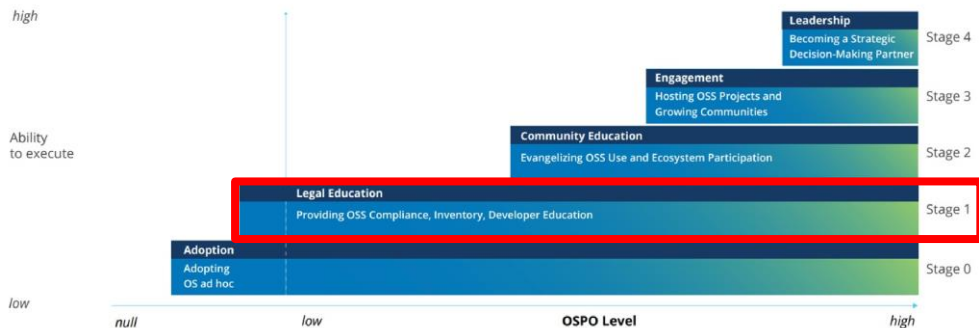 high
Leadership
Becoming a Strategic
Decision-Making Partner
Stage 4
Engagement
Hosting OSS Projects and
Growing Communities
Stage 3
Ability
to execute
Community Education
Evangelizing OSS Use and Ecosystem Participation
Stage 2
Legal Education
Providing OSS Compliance, Inventory, Developer Education
Stage 1
Adoption
Adopting
OS ad hoc
Stage 0
low
null
low
OSPO Level
high